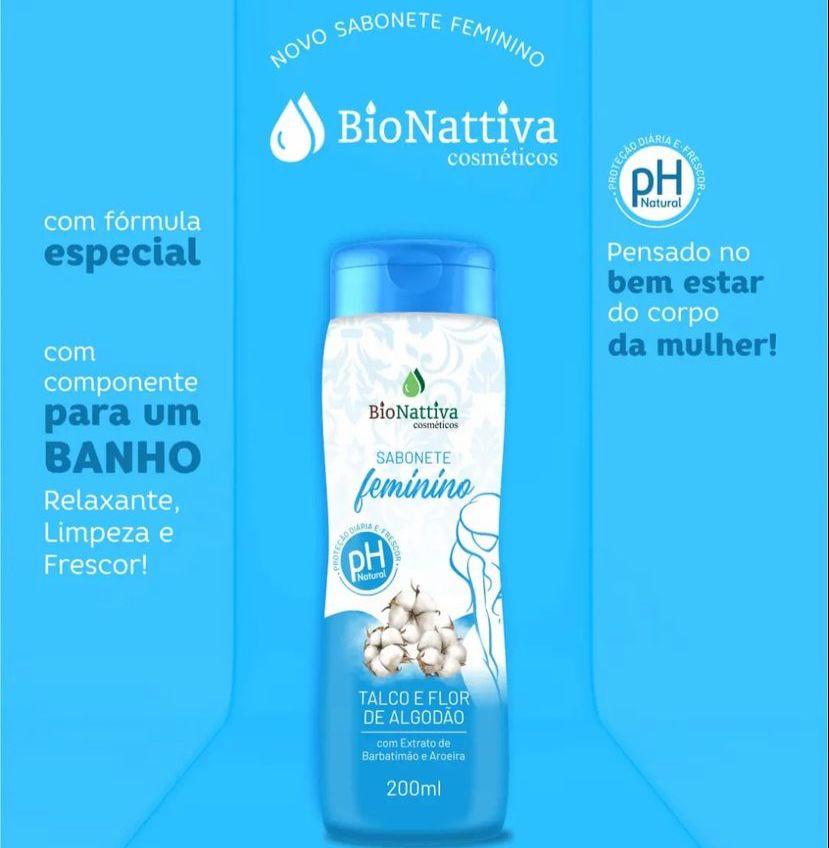 NOVO SABONETE FEMININO
BioNattiva
cosméticos
com fórmula
especial
com
componente
para um
BANHO
Relaxante,
Limpeza e
Frescor!
PROTEÇÃO DIÁRIA E FRESCOR
pH
Natural
Pensado no
bem estar
do corpo
da mulher!
BioNattiva
cosméticos
SABONETE
feminino
PROTEÇÃO DIÁRIA E FRESCOR
pH
Natural
TALCO E FLOR
DE ALGODÃO
com Extrato de
Barbatimão e Aroeira
200ml